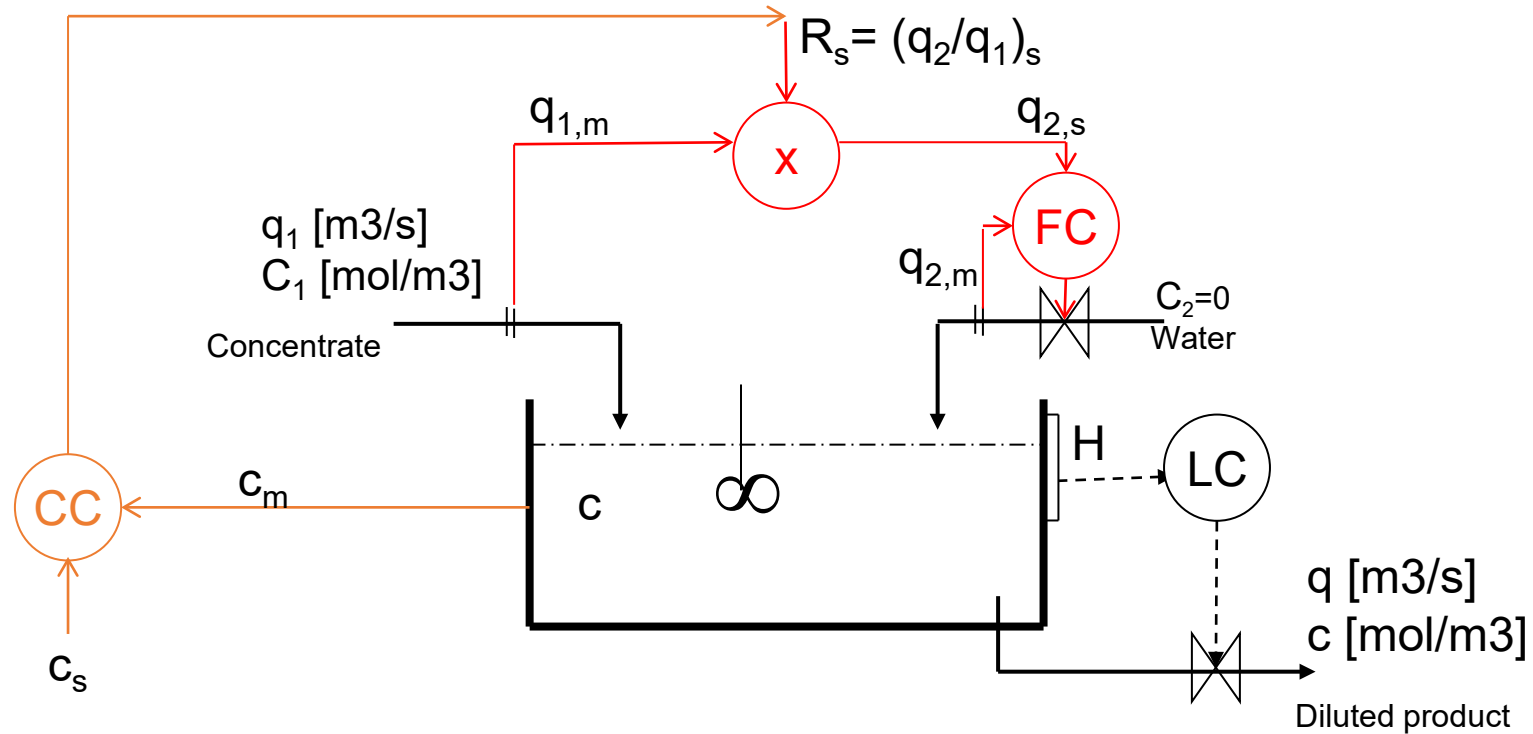 Rₛ= (q₂/q₁)ₛ
q₁,ₘ
q₂,ₛ
x
q₁ [m3/s]
C₁ [mol/m3]
FC
q₂,ₘ
C₂=0
Water
Concentrate
H
LC
cₘ
c
∞
CC
q [m3/s]
c [mol/m3]
cₛ
Diluted product